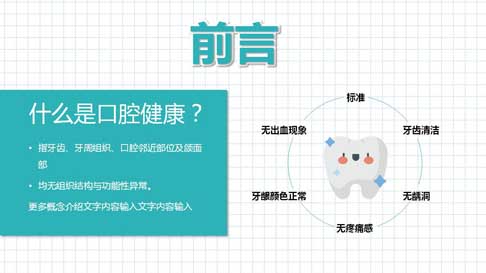 前言
什么是口腔健康？
• 指牙齿、牙周组织、口腔邻近部位及颌面
部
• 均无组织结构与功能性异常。
更多概念介绍文字内容输入文字内容输入
标准
无出血现象
牙齿清洁
牙龈颜色正常
无龋洞
无疼痛感